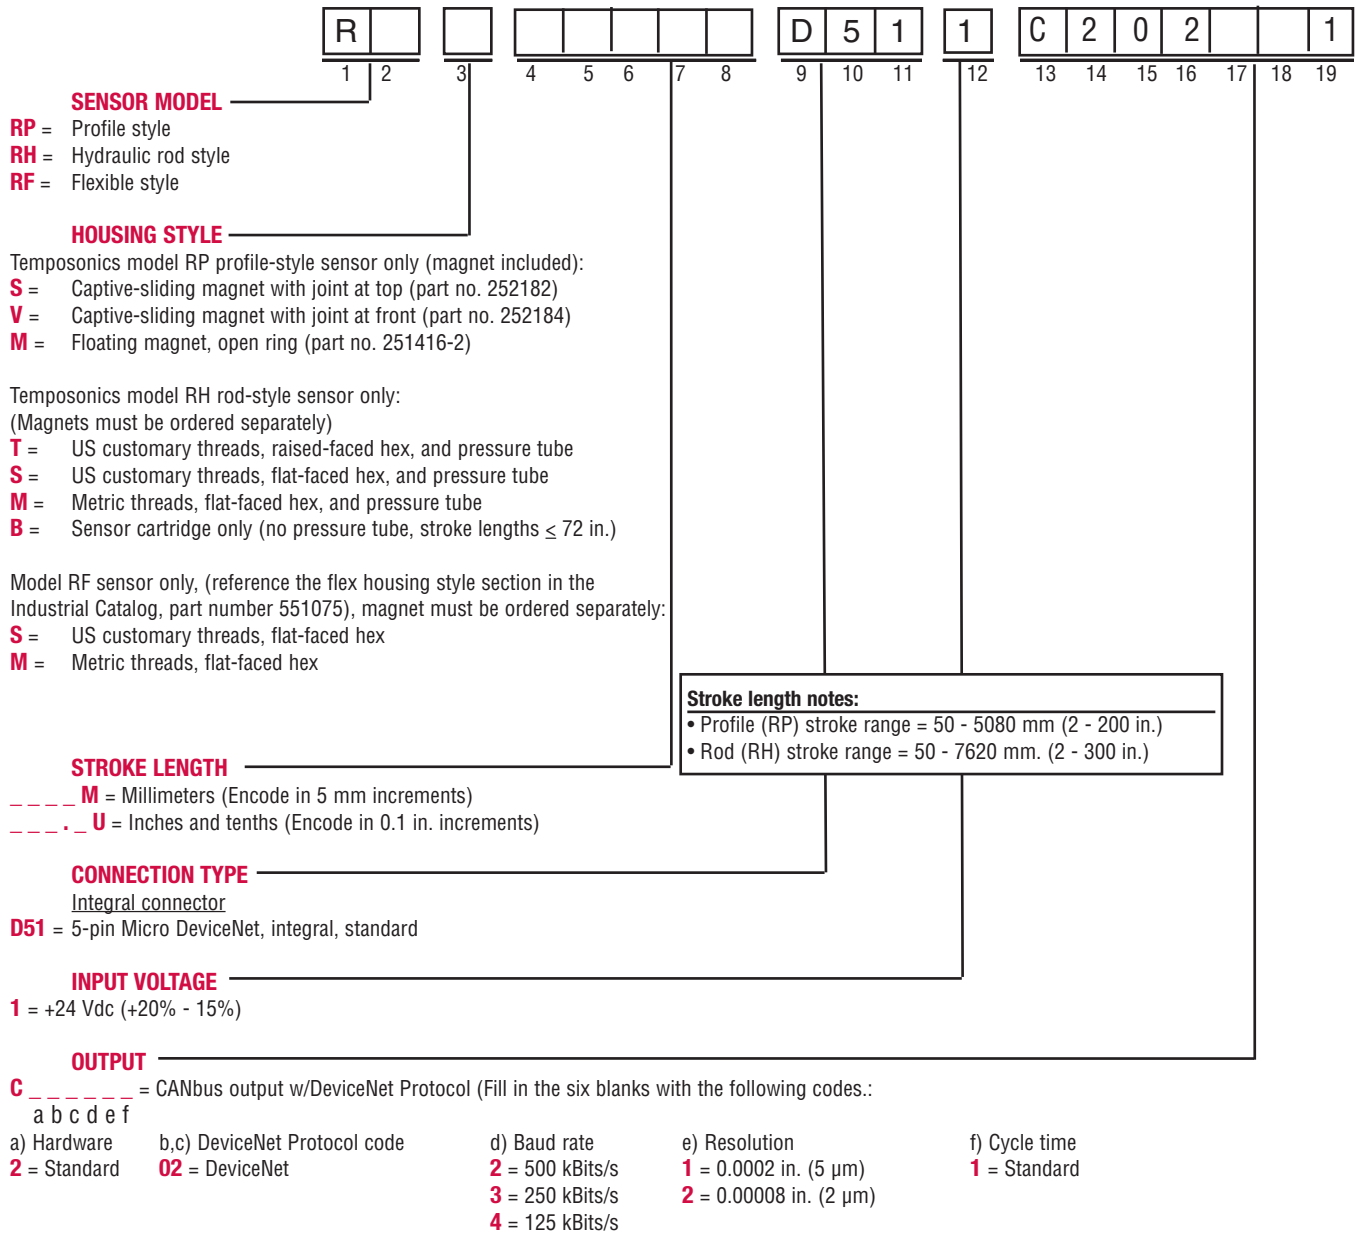 R D 5 1 1 C 2 0 2 1
1 2 3 4 5 6 7 8 9 10 11 12 13 14 15 16 17 18 19
SENSOR MODEL
RP = Profile style
RH = Hydraulic rod style
RF = Flexible style
HOUSING STYLE
Temposonics model RP profile-style sensor only (magnet included):
S = Captive-sliding magnet with joint at top (part no. 252182)
V = Captive-sliding magnet with joint at front (part no. 252184)
M = Floating magnet, open ring (part no. 251416-2)
Temposonics model RH rod-style sensor only:
(Magnets must be ordered separately)
T = US customary threads, raised-faced hex, and pressure tube
S = US customary threads, flat-faced hex, and pressure tube
M = Metric threads, flat-faced hex, and pressure tube
B = Sensor cartridge only (no pressure tube, stroke lengths ≤ 72 in.)
Model RF sensor only, (reference the flex housing style section in the
Industrial Catalog, part number 551075), magnet must be ordered separately:
S = US customary threads, flat-faced hex
M = Metric threads, flat-faced hex
Stroke length notes:
• Profile (RP) stroke range = 50 - 5080 mm (2 - 200 in.)
• Rod (RH) stroke range = 50 - 7620 mm. (2 - 300 in.)
STROKE LENGTH
_ _ _ _ M = Millimeters (Encode in 5 mm increments)
_ _ _ . _ U = Inches and tenths (Encode in 0.1 in. increments)
CONNECTION TYPE
Integral connector
D51 = 5-pin Micro DeviceNet, integral, standard
INPUT VOLTAGE
1 = +24 Vdc (+20% - 15%)
OUTPUT
C _ _ _ _ _ _ = CANbus output w/DeviceNet Protocol (Fill in the six blanks with the following codes.:
a b c d e f
a) Hardware b,c) DeviceNet Protocol code d) Baud rate e) Resolution f) Cycle time
2 = Standard 02 = DeviceNet 2 = 500 kBits/s 1 = 0.0002 in. (5 µm) 1 = Standard
3 = 250 kBits/s 2 = 0.00008 in. (2 µm)
4 = 125 kBits/s